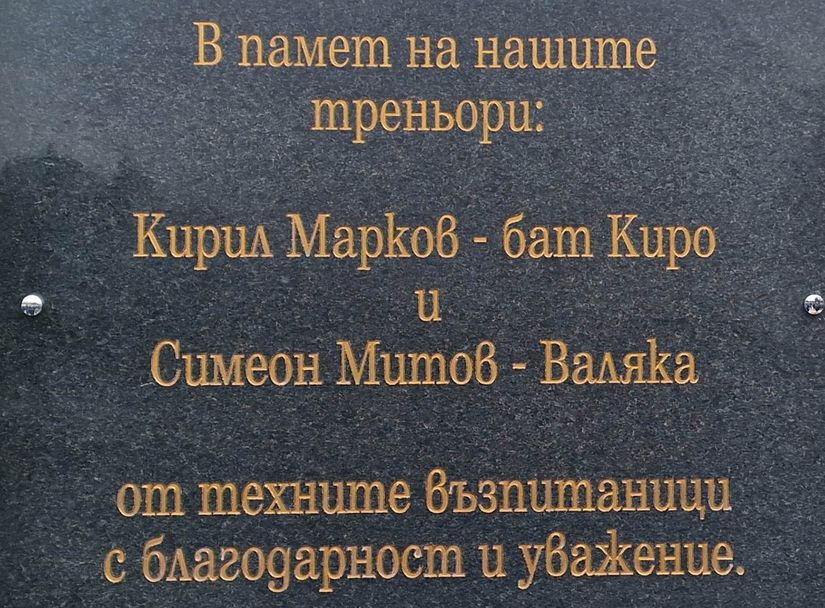 В памет на нашите
треньори:
Кирил Марков - бат Киро
и
Симеон Митов - Валяка
от техните възпитаници
с благодарност и уважение.